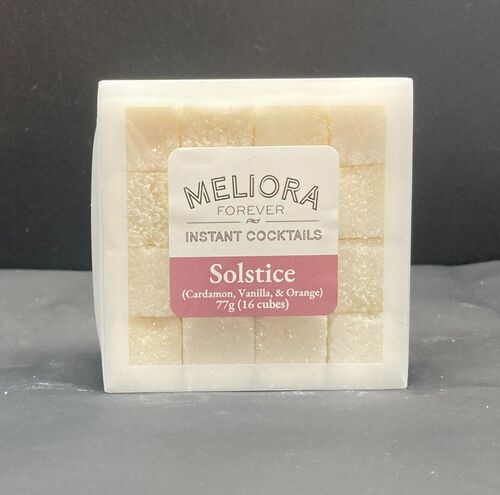 MELIORA
FOREVER
INSTANT COCKTAILS
Solstice
(Cardamon, Vanilla, & Orange)
77g (16 cubes)